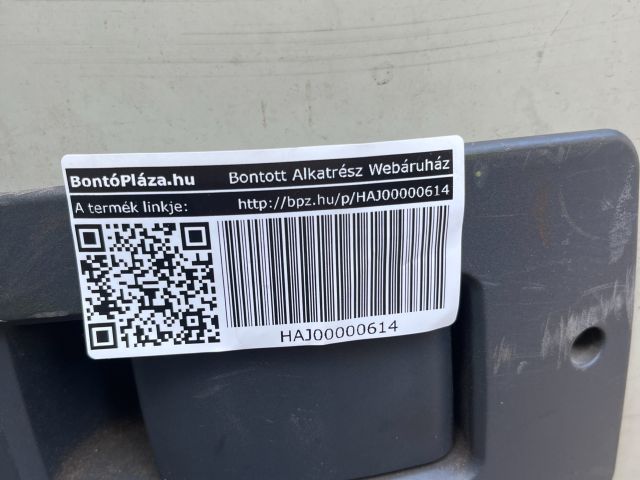 BontóPláza.hu Bontott Alkatrész Webáruház
A termék linkje: http://bpz.hu/p/HAJ00000614
HAJ00000614